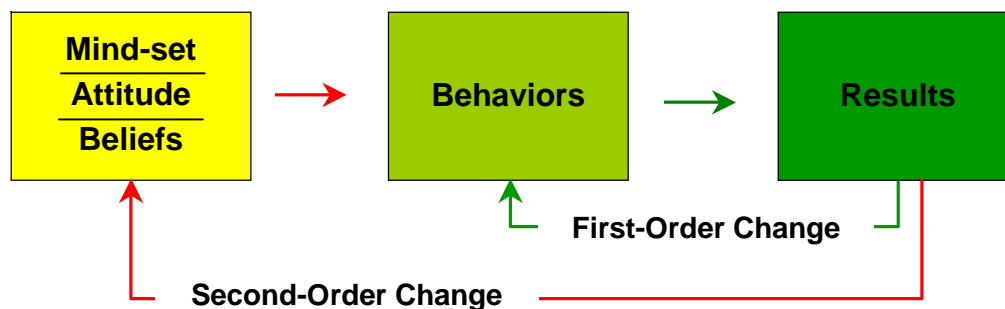 Mind-set
Attitude
Beliefs
Behaviors
Results
First-Order Change
Second-Order Change